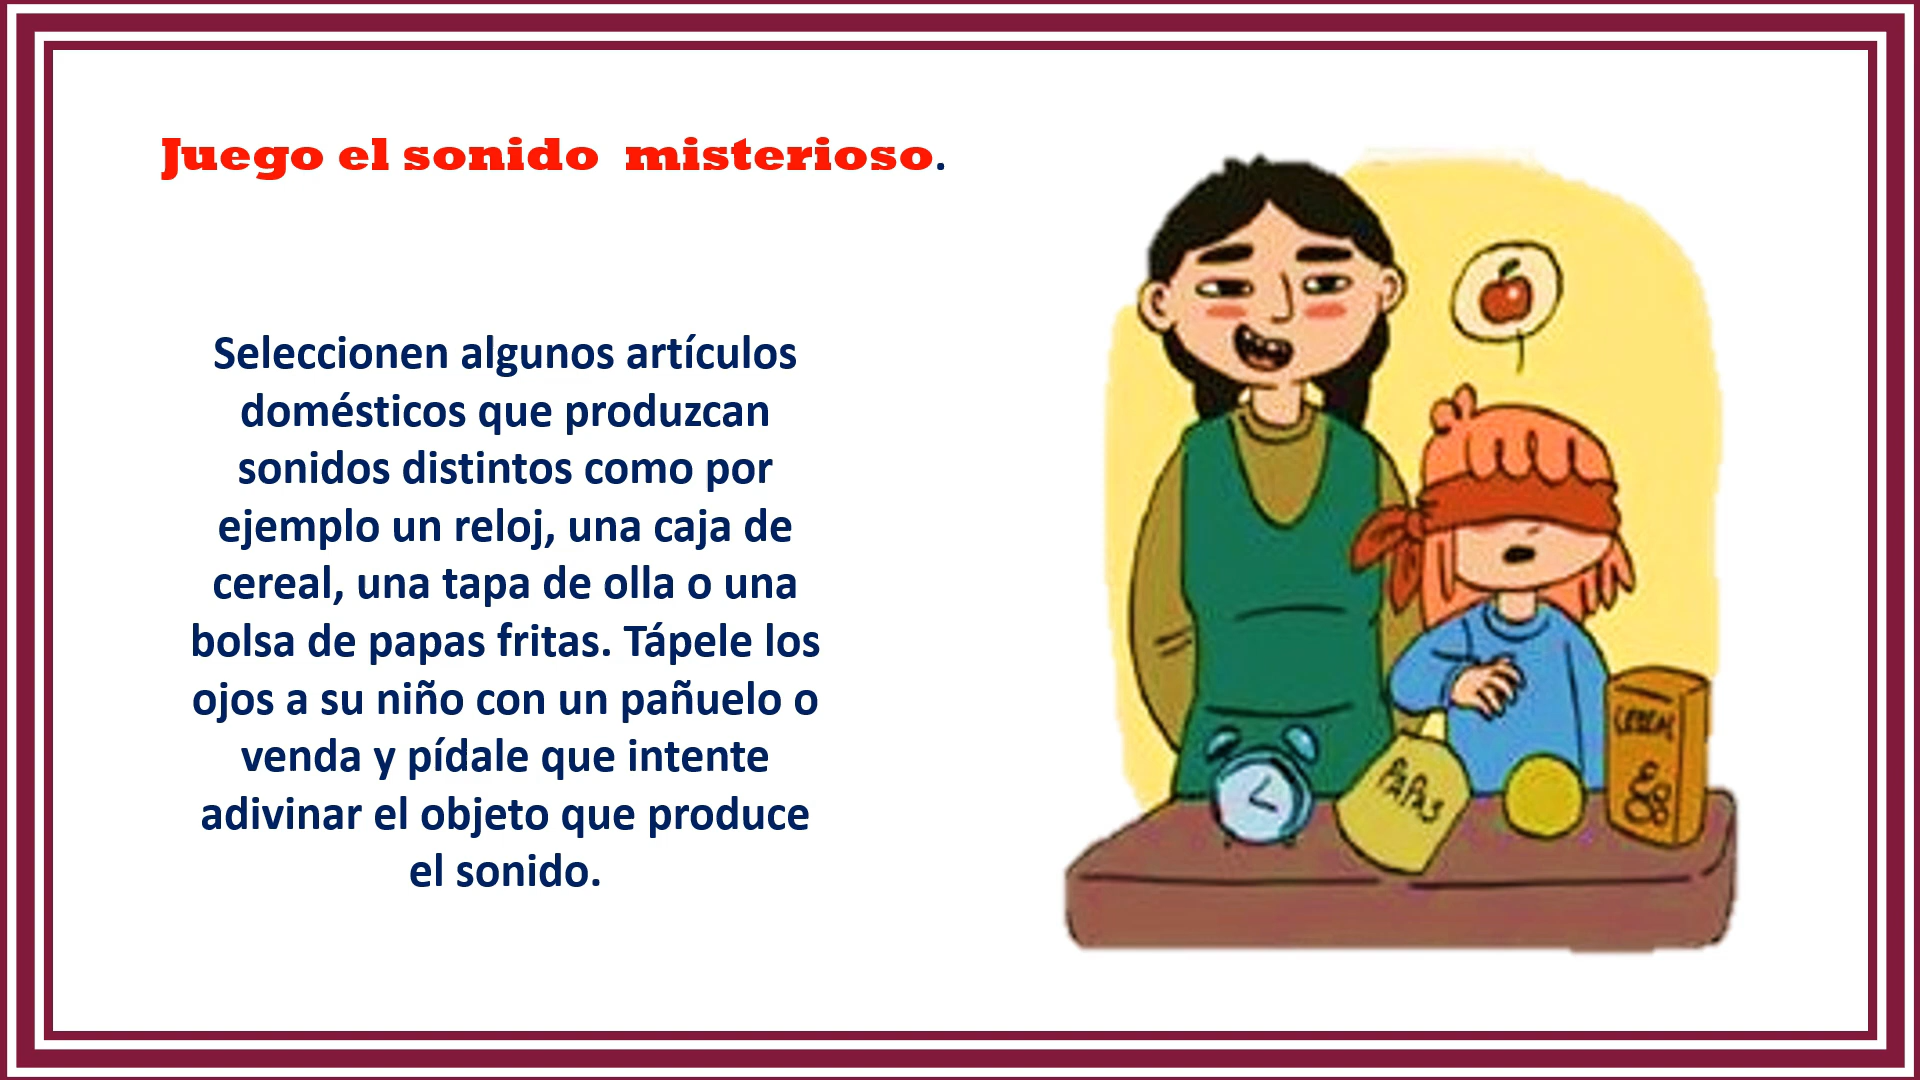 Juego el sonido misterioso.
Seleccionen algunos artículos
domésticos que produzcan
sonidos distintos como por
ejemplo un reloj, una caja de
cereal, una tapa de olla o una
bolsa de papas fritas. Tápele los
ojos a su niño con un pañuelo o
venda y pídale que intente
adivinar el objeto que produce
el sonido.
PAPAS
CEREAL